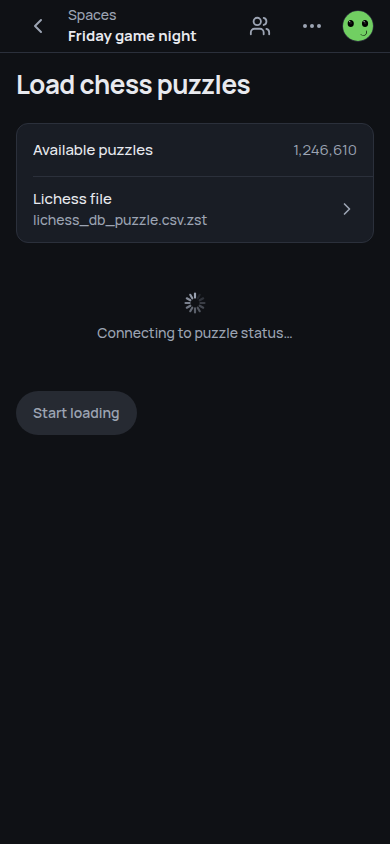 Spaces
Friday game night
Load chess puzzles
Available puzzles 1,246,610
Lichess file
lichess_db_puzzle.csv.zst
Connecting to puzzle status…
Start loading